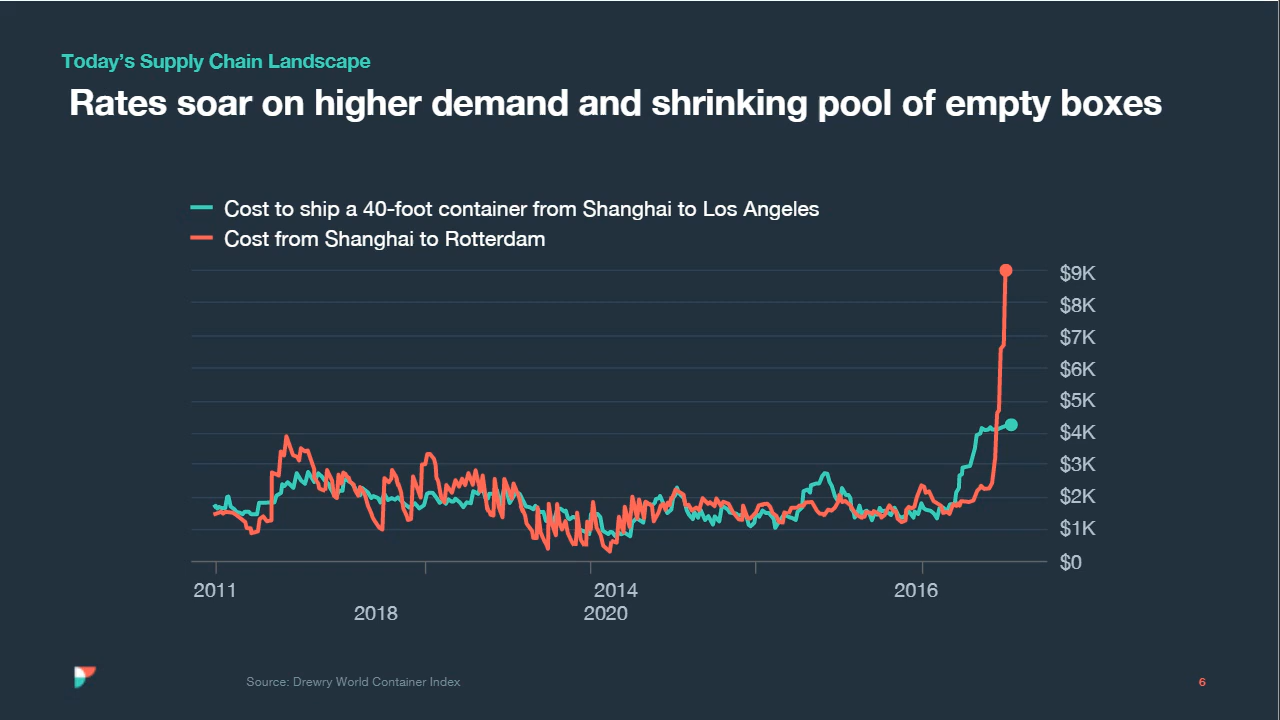 Today’s Supply Chain Landscape
Rates soar on higher demand and shrinking pool of empty boxes
Cost to ship a 40-foot container from Shanghai to Los Angeles
Cost from Shanghai to Rotterdam
$9K
$8K
$7K
$6K
$5K
$4K
$3K
$2K
$1K
$0
2011 2014 2016
2018 2020
Source: Drewry World Container Index
6